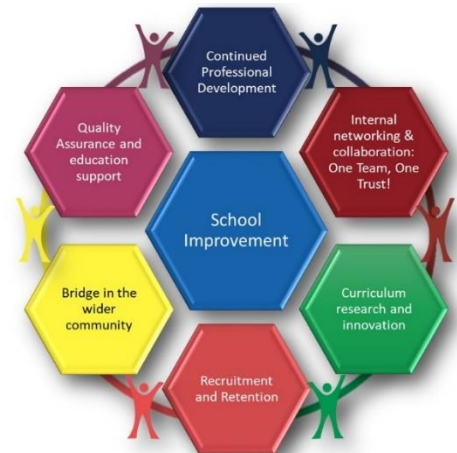 Continued
Professional
Development
Internal
networking &
collaboration:
One Team, One
Trust!
Curriculum
research and
innovation
Recruitment
and Retention
Bridge in the
wider
community
Quality
Assurance and
education
support
School
Improvement